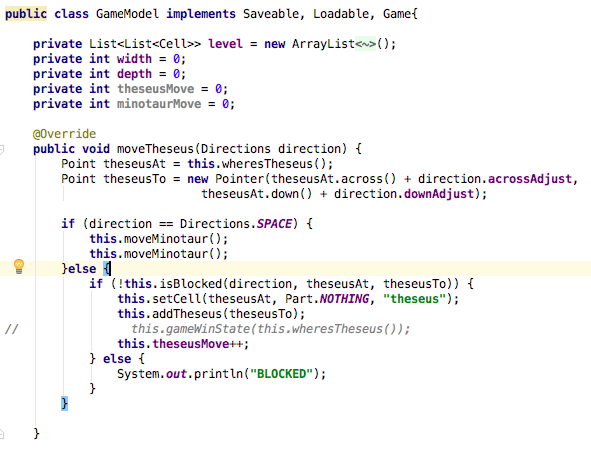 public class GameModel implements Saveable, Loadable, Game{
private List<List<Cell>> level = new ArrayList<~>();
private int width = 0;
private int depth = 0;
private int theseusMove = 0;
private int minotaurMove = 0;
@Override
public void moveTheseus(Directions direction) {
Point theseusAt = this.wheresTheseus();
Point theseusTo = new Pointer(theseusAt.across() + direction.acrossAdjust,
theseusAt.down() + direction.downAdjust);
if (direction == Directions.SPACE) {
this.moveMinotaur();
this.moveMinotaur();
}else {
if (!this.isBlocked(direction, theseusAt, theseusTo)) {
this.setCell(theseusAt, Part.NOTHING, "theseus");
this.addTheseus(theseusTo);
// this.gameWinState(this.wheresTheseus());
this.theseusMove++;
} else {
System.out.println("BLOCKED");
}
}
}